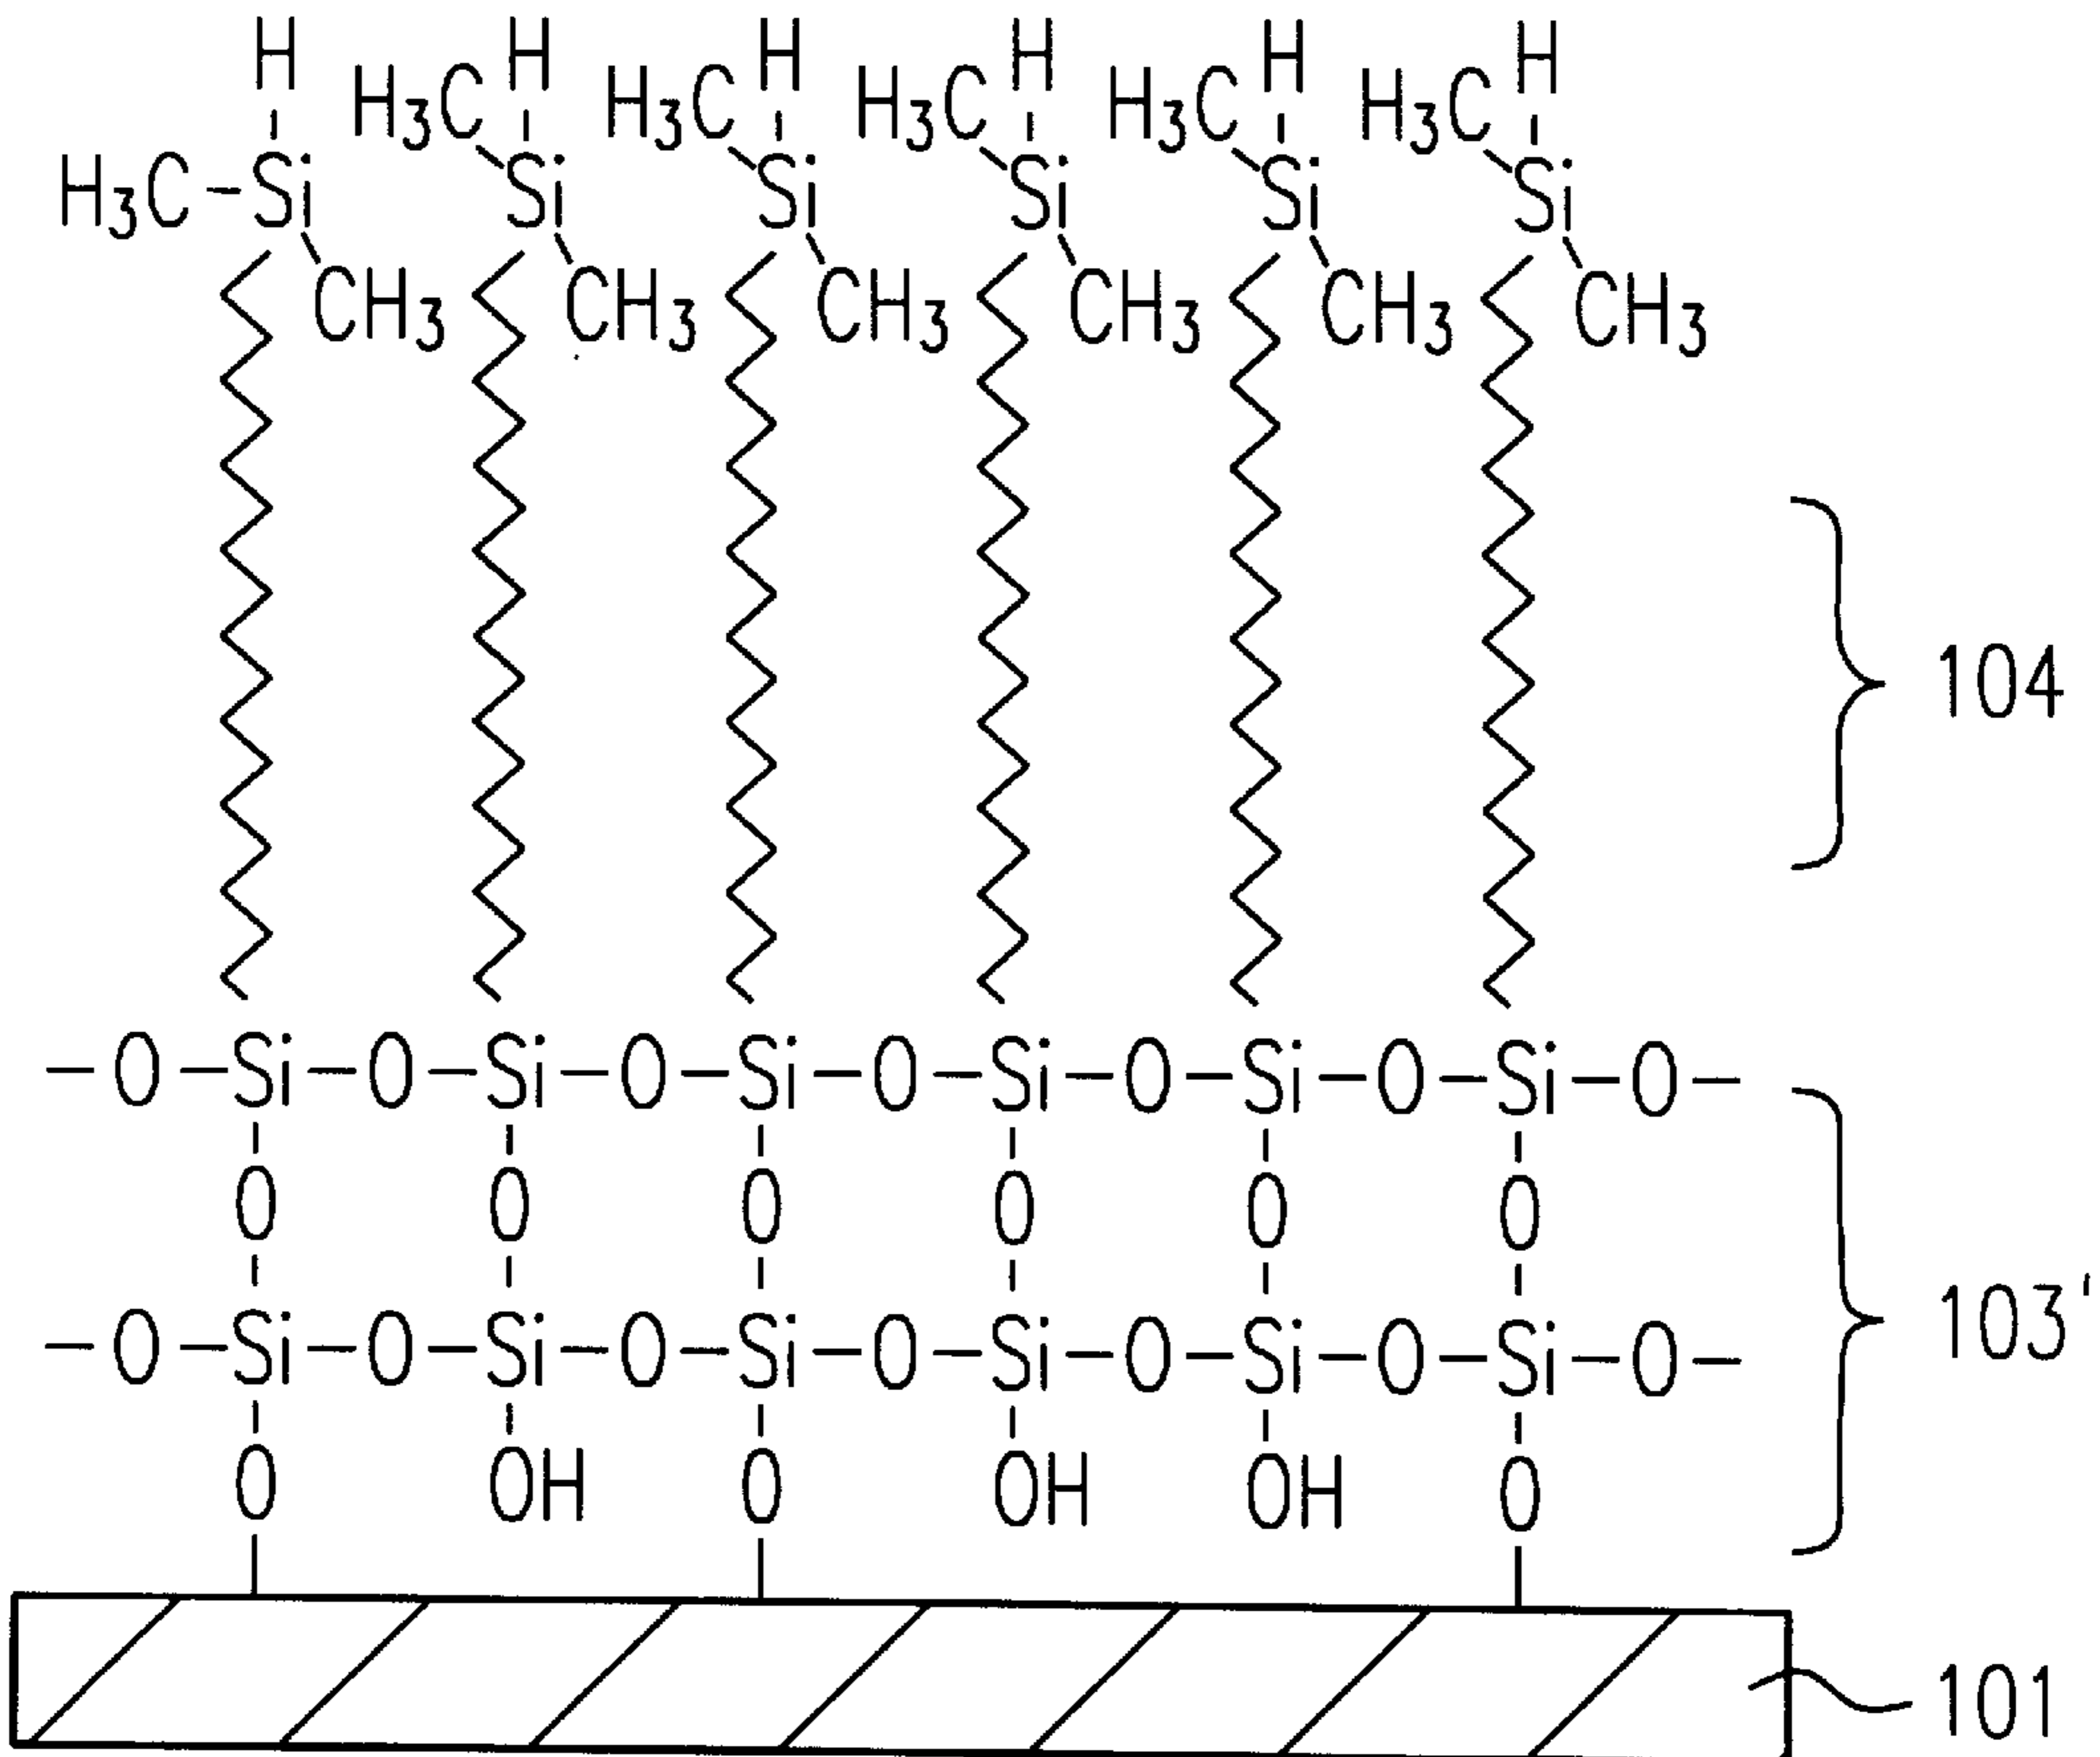 H H H H H H
H₃C H₃C H₃C H₃C H₃C
H₃C-Si Si Si Si Si Si
CH₃ CH₃ CH₃ CH₃ CH₃ CH₃
104
-O-Si-O-Si-O-Si-O-Si-O-Si-O-Si-O-
O O O O O O
103'
-O-Si-O-Si-O-Si-O-Si-O-Si-O-Si-O-
O OH O OH OH O
101